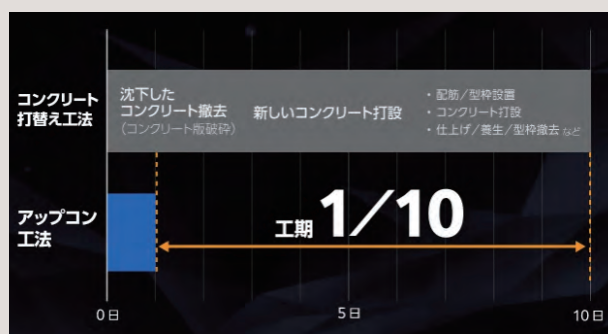 コンクリート
打替え工法
沈下した
コンクリート撤去
(コンクリート版破砕)
新しいコンクリート打設
・配筋/型枠設置
・コンクリート打設
・仕上げ/養生/型枠撤去 など
アップコン
工法
工期 1/10
0日
5日
10日